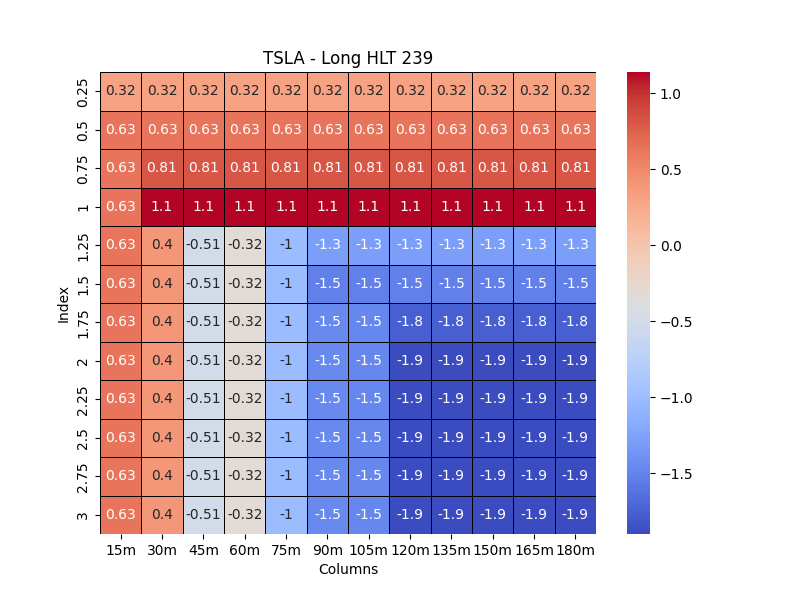 TSLA - Long HLT 239
0.25 0.32 0.32 0.32 0.32 0.32 0.32 0.32 0.32 0.32 0.32 0.32 0.32
0.5 0.63 0.63 0.63 0.63 0.63 0.63 0.63 0.63 0.63 0.63 0.63 0.63
0.75 0.63 0.81 0.81 0.81 0.81 0.81 0.81 0.81 0.81 0.81 0.81 0.81
1 0.63 1.1 1.1 1.1 1.1 1.1 1.1 1.1 1.1 1.1 1.1 1.1
1.25 0.63 0.4 -0.51 -0.32 -1 -1.3 -1.3 -1.3 -1.3 -1.3 -1.3 -1.3
1.5 0.63 0.4 -0.51 -0.32 -1 -1.5 -1.5 -1.5 -1.5 -1.5 -1.5 -1.5
1.75 0.63 0.4 -0.51 -0.32 -1 -1.5 -1.5 -1.8 -1.8 -1.8 -1.8 -1.8
2 0.63 0.4 -0.51 -0.32 -1 -1.5 -1.5 -1.9 -1.9 -1.9 -1.9 -1.9
2.25 0.63 0.4 -0.51 -0.32 -1 -1.5 -1.5 -1.9 -1.9 -1.9 -1.9 -1.9
2.5 0.63 0.4 -0.51 -0.32 -1 -1.5 -1.5 -1.9 -1.9 -1.9 -1.9 -1.9
2.75 0.63 0.4 -0.51 -0.32 -1 -1.5 -1.5 -1.9 -1.9 -1.9 -1.9 -1.9
3 0.63 0.4 -0.51 -0.32 -1 -1.5 -1.5 -1.9 -1.9 -1.9 -1.9 -1.9
15m 30m 45m 60m 75m 90m 105m 120m 135m 150m 165m 180m
Columns
Index
1.0
0.5
0.0
−0.5
−1.0
−1.5